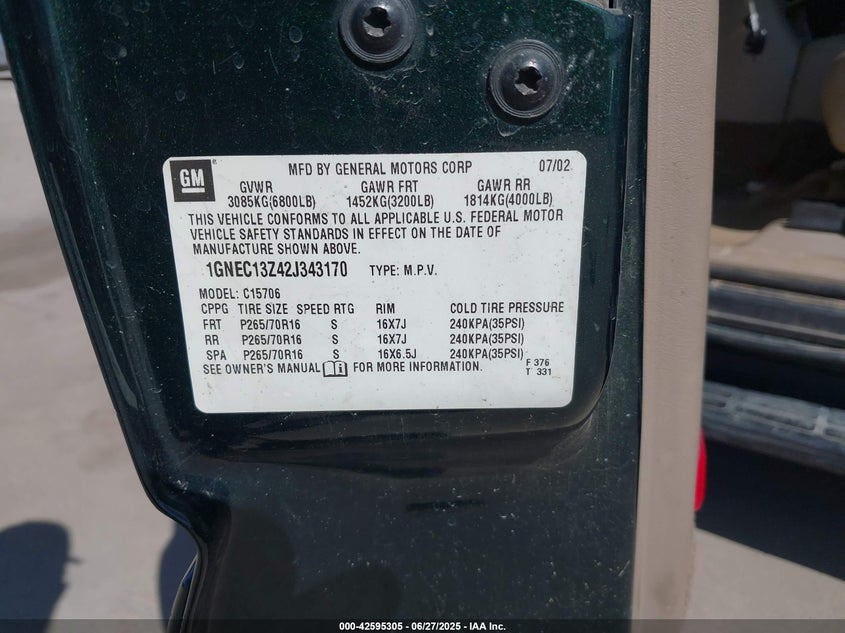 GM ® MFD BY GENERAL MOTORS CORP 07/02
GVWR GAWR FRT GAWR RR
3085KG(6800LB) 1452KG(3200LB) 1814KG(4000LB)
THIS VEHICLE CONFORMS TO ALL APPLICABLE U.S. FEDERAL MOTOR
VEHICLE SAFETY STANDARDS IN EFFECT ON THE DATE OF
MANUFACTURE SHOWN ABOVE.
1GNEC13Z42J343170 TYPE: M.P.V.
MODEL: C15706
CPPG TIRE SIZE SPEED RTG RIM COLD TIRE PRESSURE
FRT P265/70R16 S 16X7J 240KPA(35PSI)
RR P265/70R16 S 16X7J 240KPA(35PSI)
SPA P265/70R16 S 16X6.5J 240KPA(35PSI)
SEE OWNER'S MANUAL FOR MORE INFORMATION. F 376
T 331
000-42595305 - 06/27/2025 - IAA Inc.